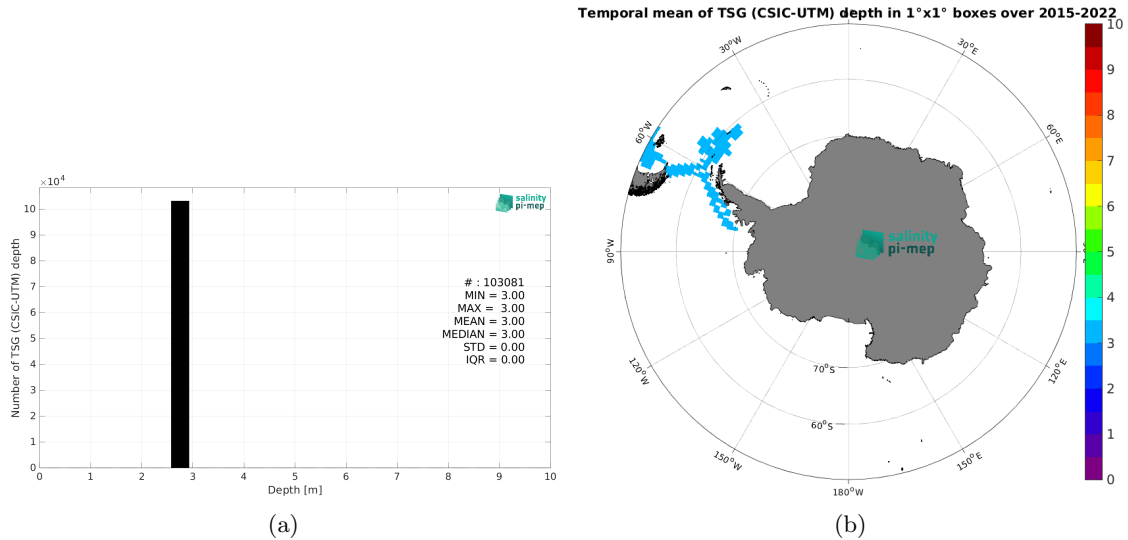 Temporal mean of TSG (CSIC-UTM) depth in 1°x1° boxes over 2015-2022
×10⁴
10
9
8
7
6
5
4
3
2
1
0
Number of TSG (CSIC-UTM) depth
salinity
pi-mep
# : 103081
MIN = 3.00
MAX = 3.00
MEAN = 3.00
MEDIAN = 3.00
STD = 0.00
IQR = 0.00
0 1 2 3 4 5 6 7 8 9 10
Depth [m]
(a)
30°W
30°E
60°W
60°E
90°W
salinity
pi-mep
120°W
70°S
120°E
60°S
150°W
150°E
180°W
10
9
8
7
6
5
4
3
2
1
0
(b)